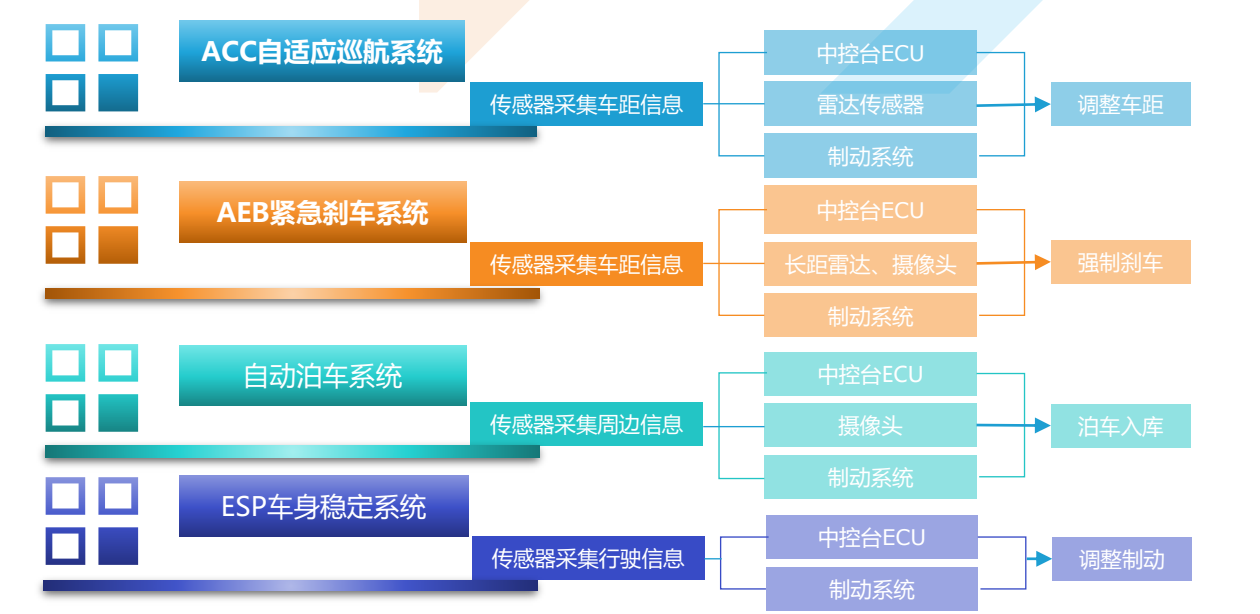 ACC自适应巡航系统
传感器采集车距信息
中控台ECU
雷达传感器
制动系统
调整车距
AEB紧急刹车系统
传感器采集车距信息
中控台ECU
长距雷达、摄像头
制动系统
强制刹车
自动泊车系统
传感器采集周边信息
中控台ECU
摄像头
制动系统
泊车入库
ESP车身稳定系统
传感器采集行驶信息
中控台ECU
制动系统
调整制动